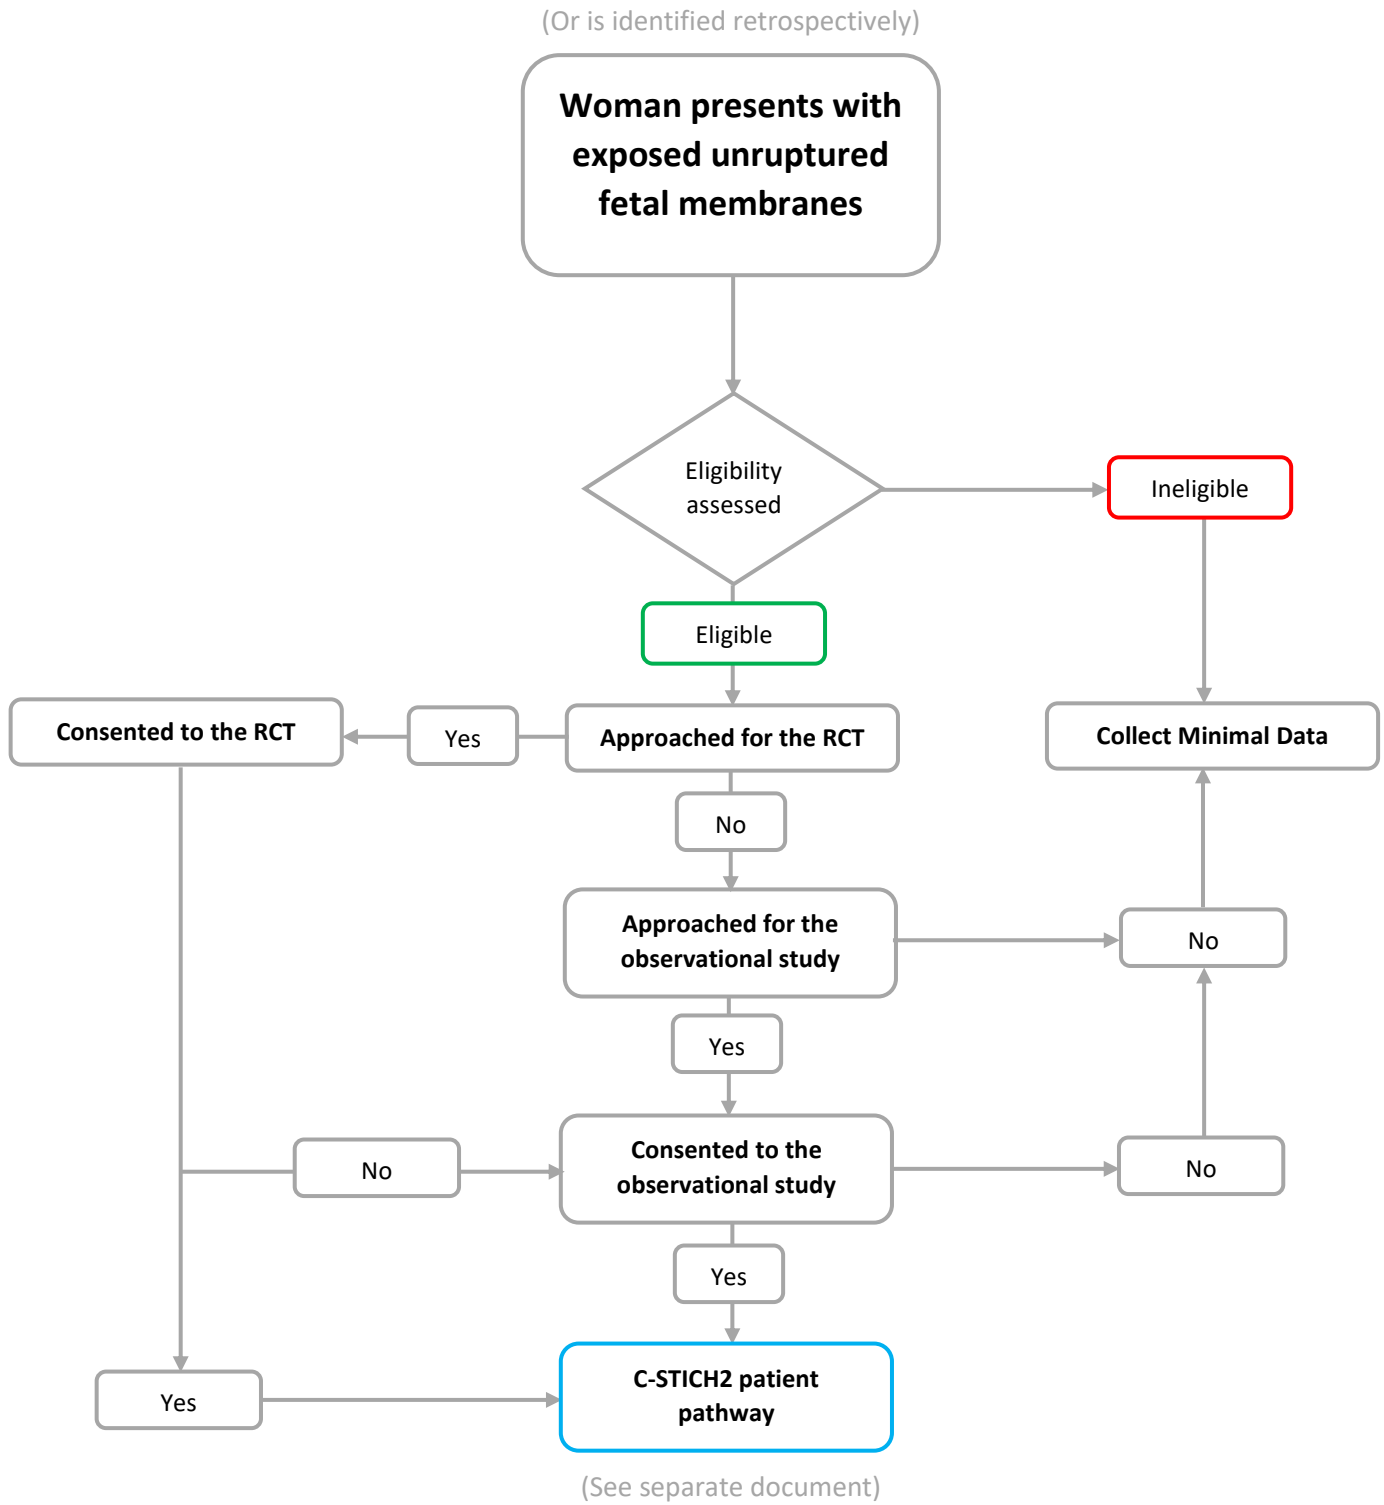 (Or is identified retrospectively)
Woman presents with
exposed unruptured
fetal membranes
Eligibility
assessed
Ineligible
Eligible
Consented to the RCT
Yes
Approached for the RCT
Collect Minimal Data
No
Approached for the
observational study
No
Yes
No
Consented to the
observational study
No
Yes
Yes
C-STICH2 patient
pathway
(See separate document)